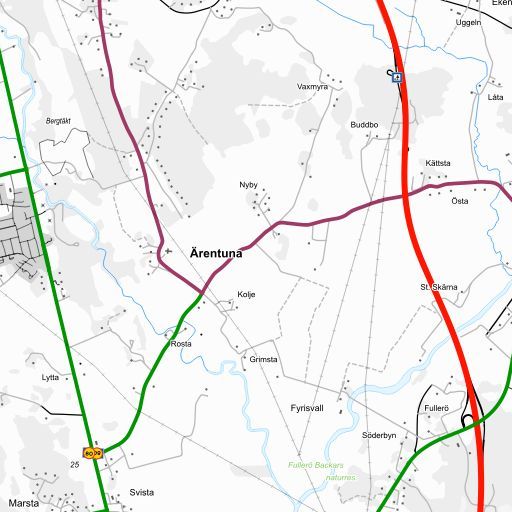 Eken
Uggeln
Vaxmyra
Låta
Bergtäkt
Buddbo
Kättsta
Nyby
Östa
Ärentuna
St. Skärna
Kolje
Rosta
Grimsta
Lytta
Fyrisvall
Fullerö
Söderbyn
25
Fullerö Backars
naturres
Svista
Marsta